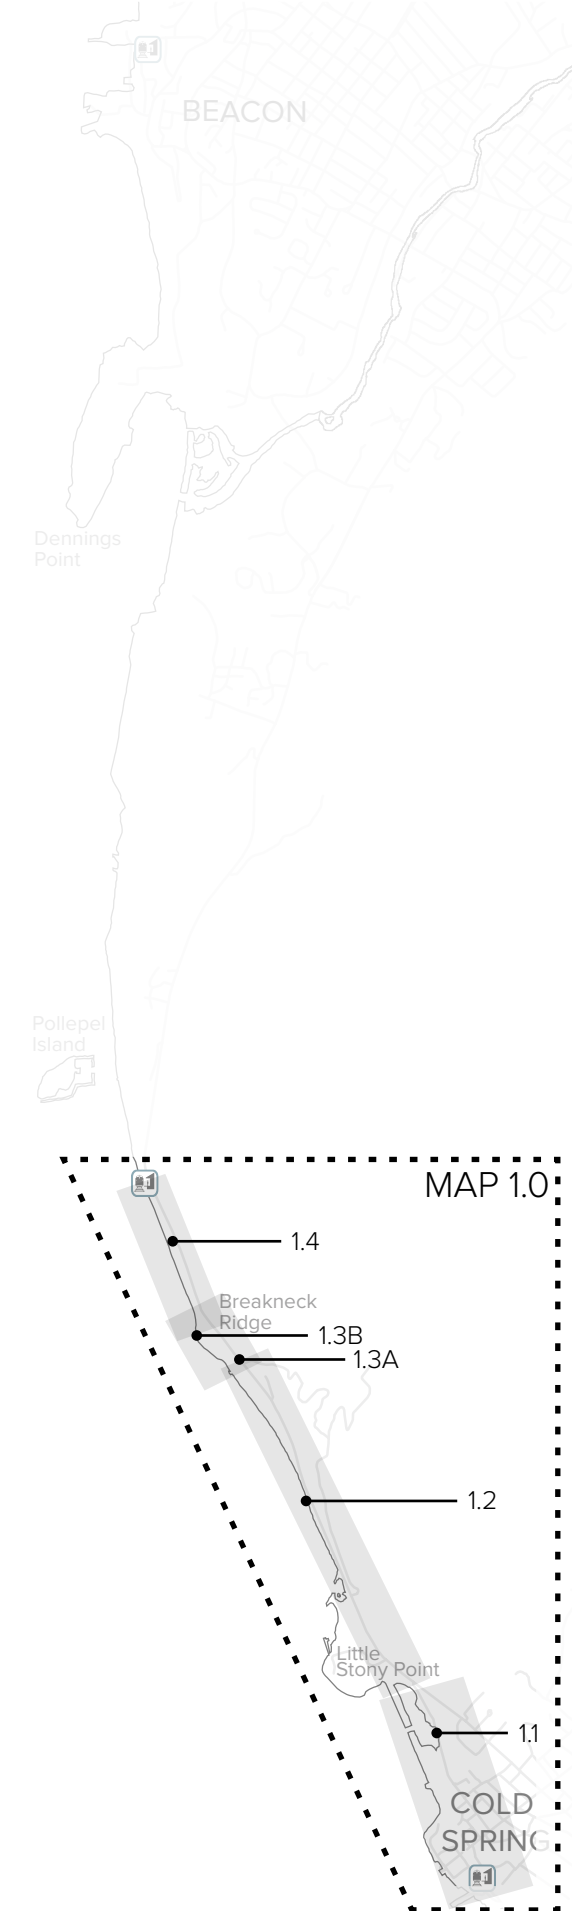 BEACON
Dennings
Point
Pollepel
Island
MAP 1.0
1.4
Breakneck
Ridge
1.3B
1.3A
1.2
Little
Stony Point
1.1
COLD
SPRING